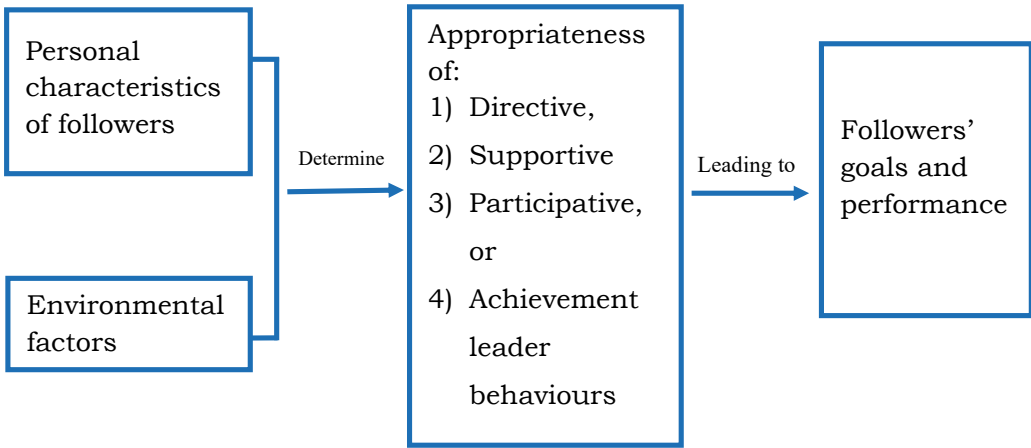 Personal
characteristics
of followers
Environmental
factors
Determine
Appropriateness
of:
1) Directive,
2) Supportive
3) Participative,
or
4) Achievement
leader
behaviours
Leading to
Followers’
goals and
performance